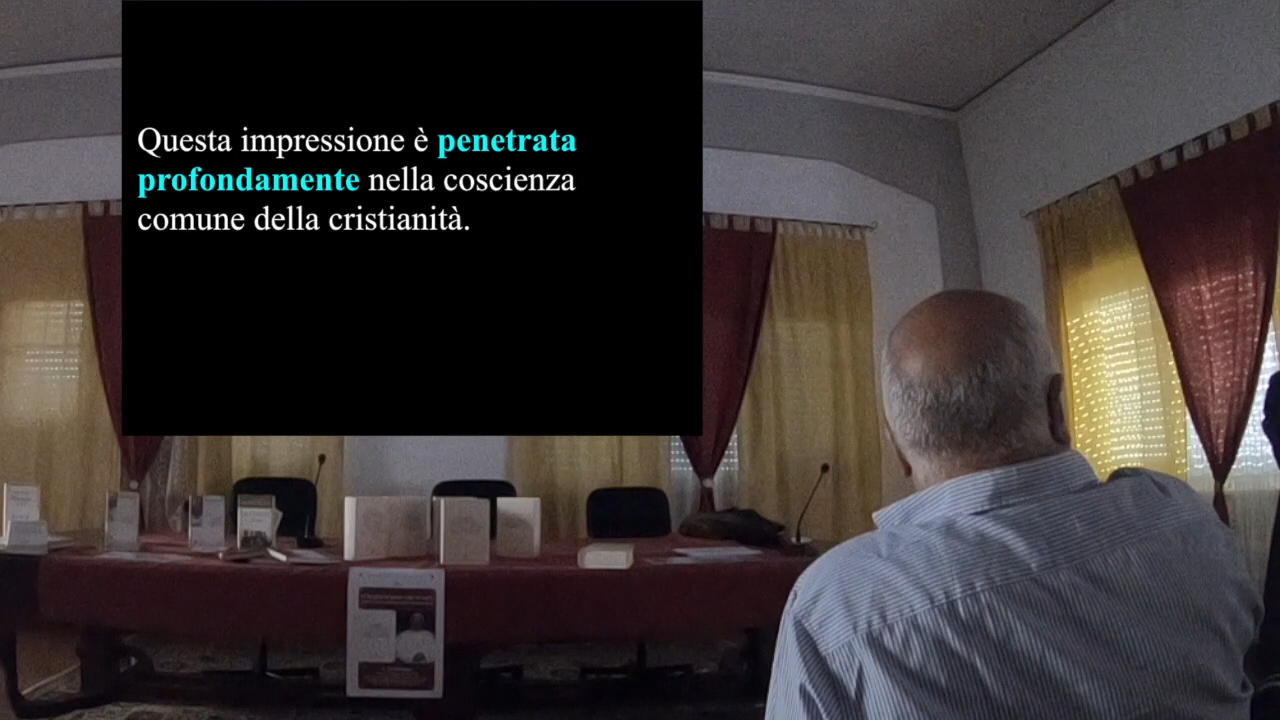 Questa impressione è penetrata
profondamente nella coscienza
comune della cristianità.